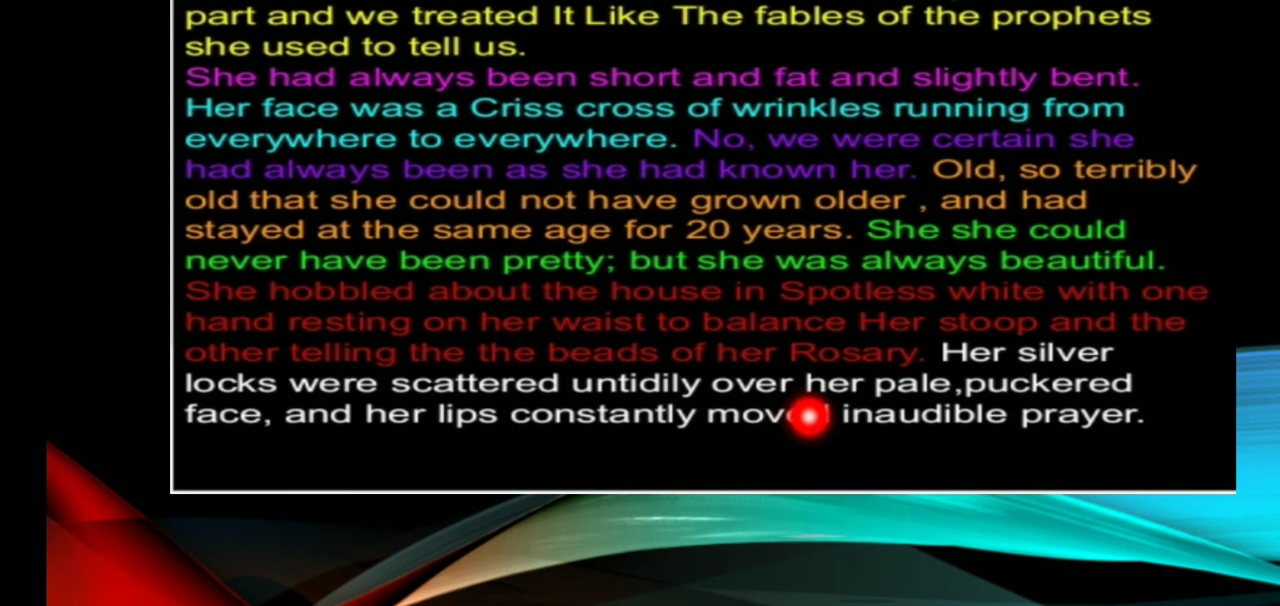 part and we treated It Like The fables of the prophets
she used to tell us.
She had always been short and fat and slightly bent.
Her face was a Criss cross of wrinkles running from
everywhere to everywhere. No, we were certain she
had always been as she had known her. Old, so terribly
old that she could not have grown older , and had
stayed at the same age for 20 years. She she could
never have been pretty; but she was always beautiful.
She hobbled about the house in Spotless white with one
hand resting on her waist to balance Her stoop and the
other telling the the beads of her Rosary. Her silver
locks were scattered untidily over her pale,puckered
face, and her lips constantly inaudible prayer.